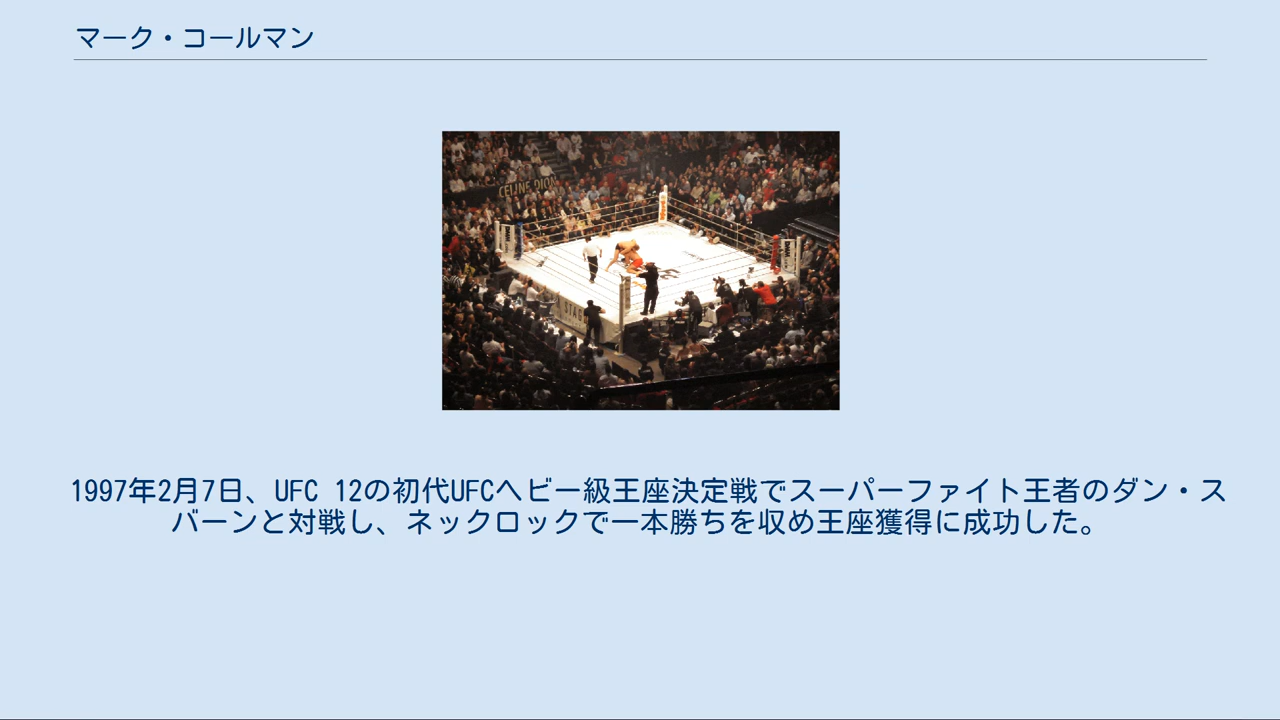 マーク・コールマン
CELINE DION
1997年2月7日、UFC 12の初代UFCヘビー級王座決定戦でスーパーファイト王者のダン・ス
バーンと対戦し、ネックロックで一本勝ちを収め王座獲得に成功した。